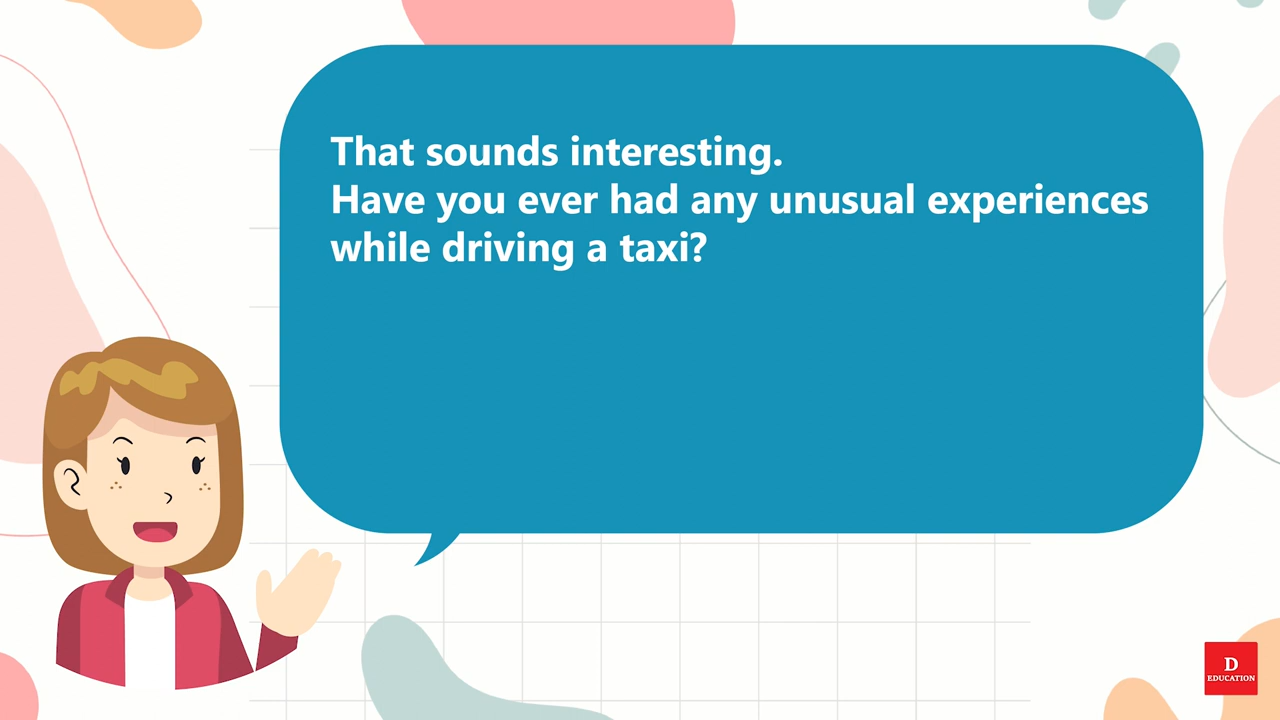 That sounds interesting.
Have you ever had any unusual experiences
while driving a taxi?
D
EDUCATION